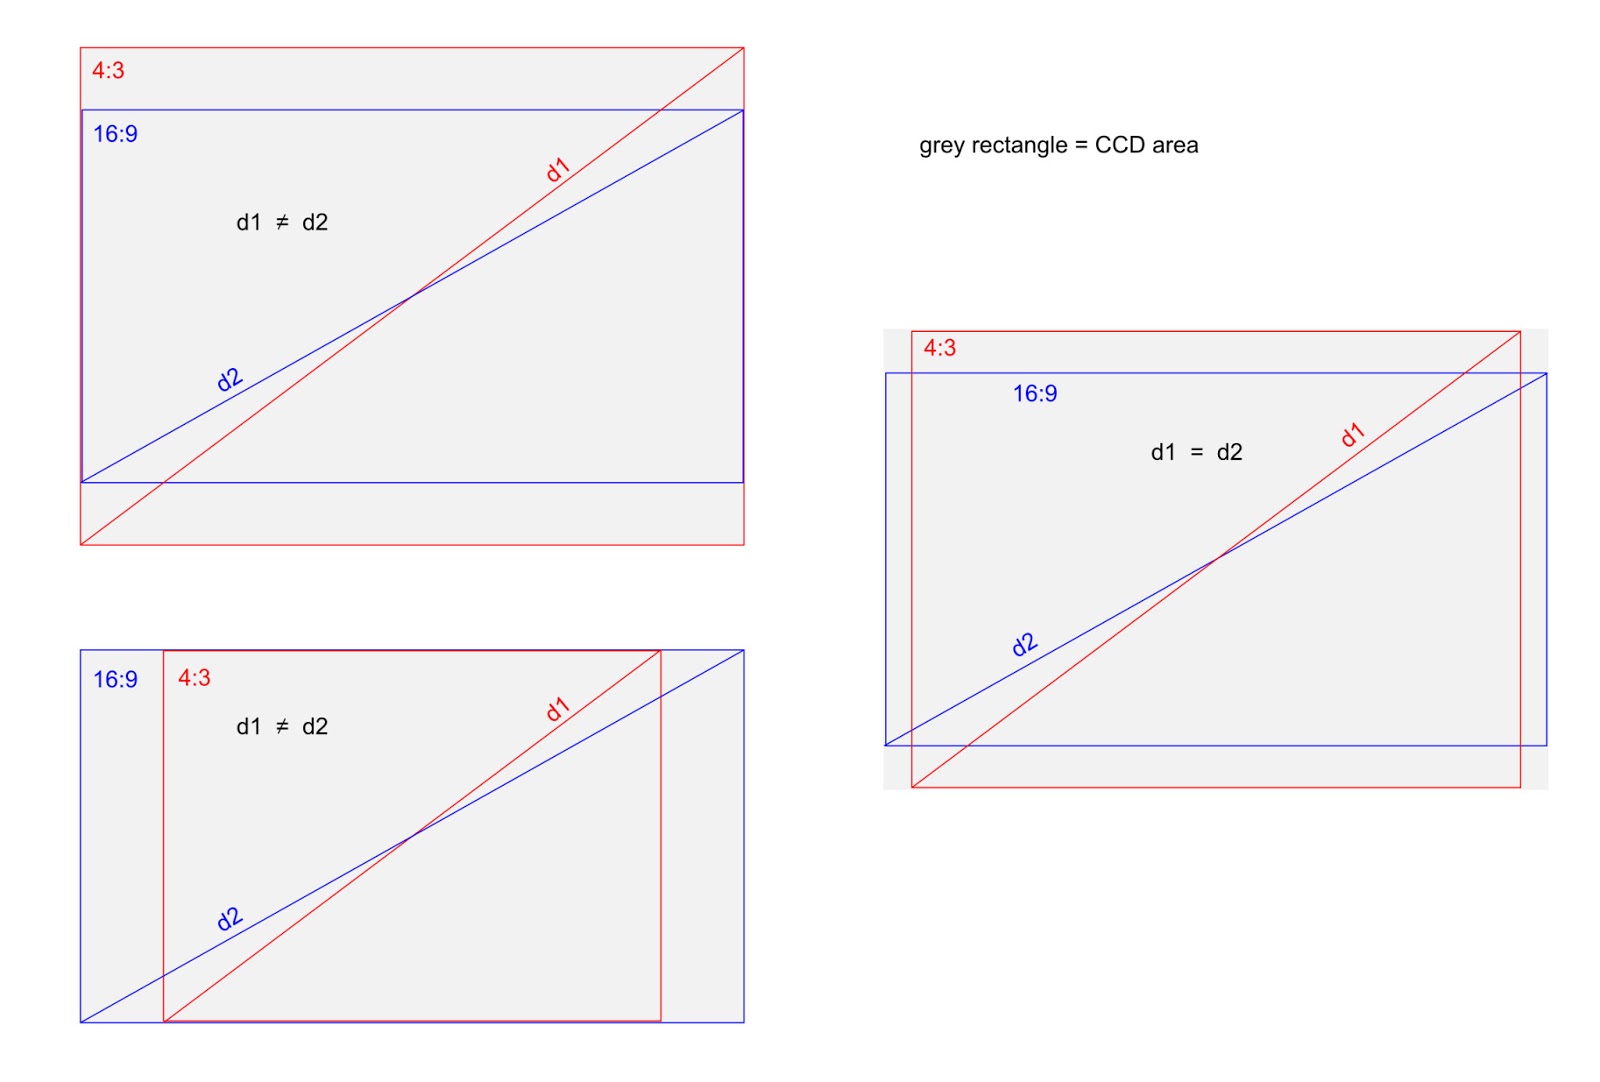 4:3
16:9
d1
d1 ≠ d2
d2
grey rectangle = CCD area
4:3
16:9
d1
d1 = d2
d2
16:9
4:3
d1
d1 ≠ d2
d2